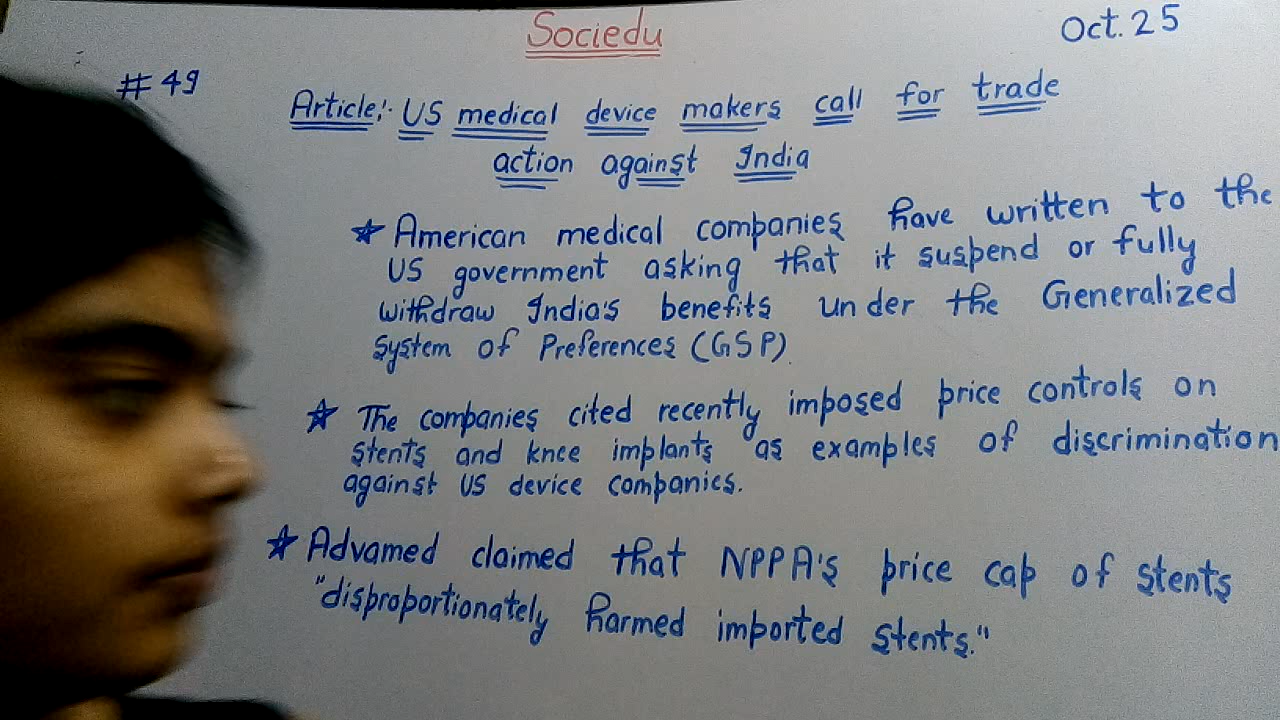 Sociedu
Oct. 25
# 49
Article:- US medical device makers call for trade
action against India
★ American medical companies have written to the
US government asking that it suspend or fully
withdraw India's benefits under the Generalized
System of Preferences (GSP).
★ The companies cited recently imposed price controls on
stents and knee implants as examples of discrimination
against US device companies.
★ Advamed claimed that NPPA's price cap of stents
"disproportionately harmed imported stents."